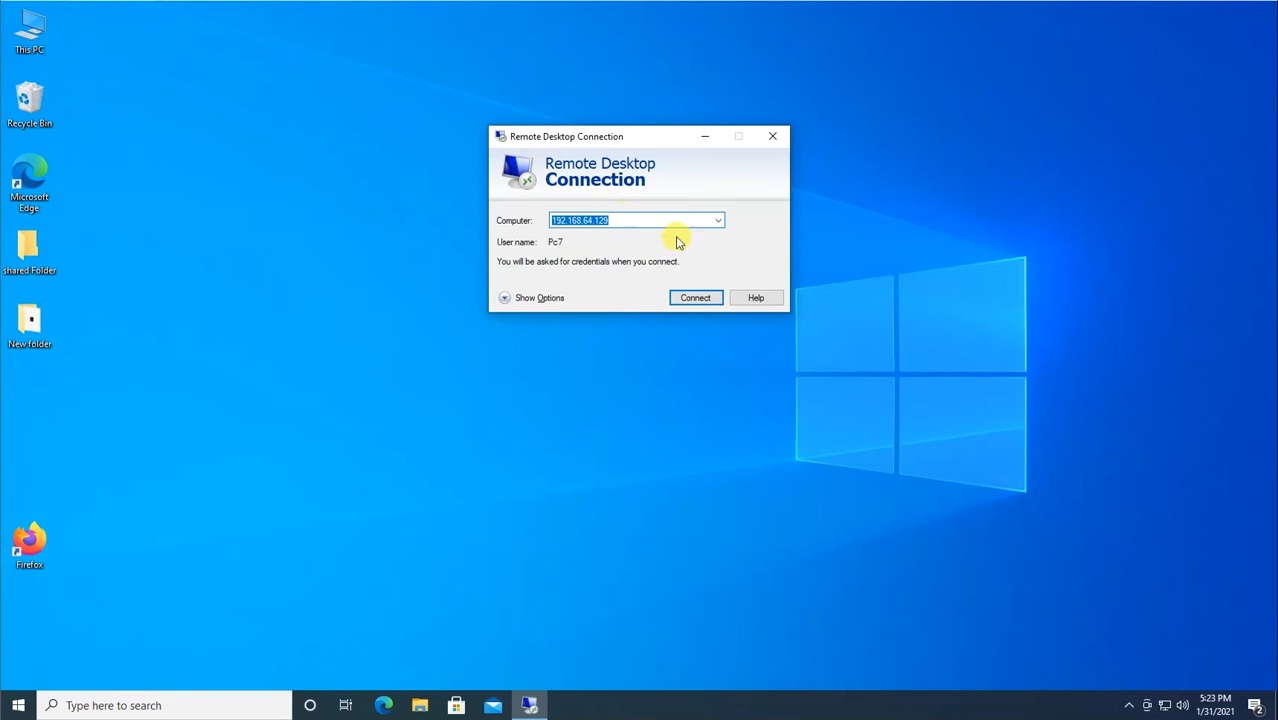 This PC
Recycle Bin
Microsoft
Edge
shared Folder
New folder
Firefox
Remote Desktop Connection
Remote Desktop
Connection
Computer: 192.168.64.129
User name: Pc7
You will be asked for credentials when you connect.
Show Options Connect Help
Type here to search
5:23 PM
1/31/2021
2